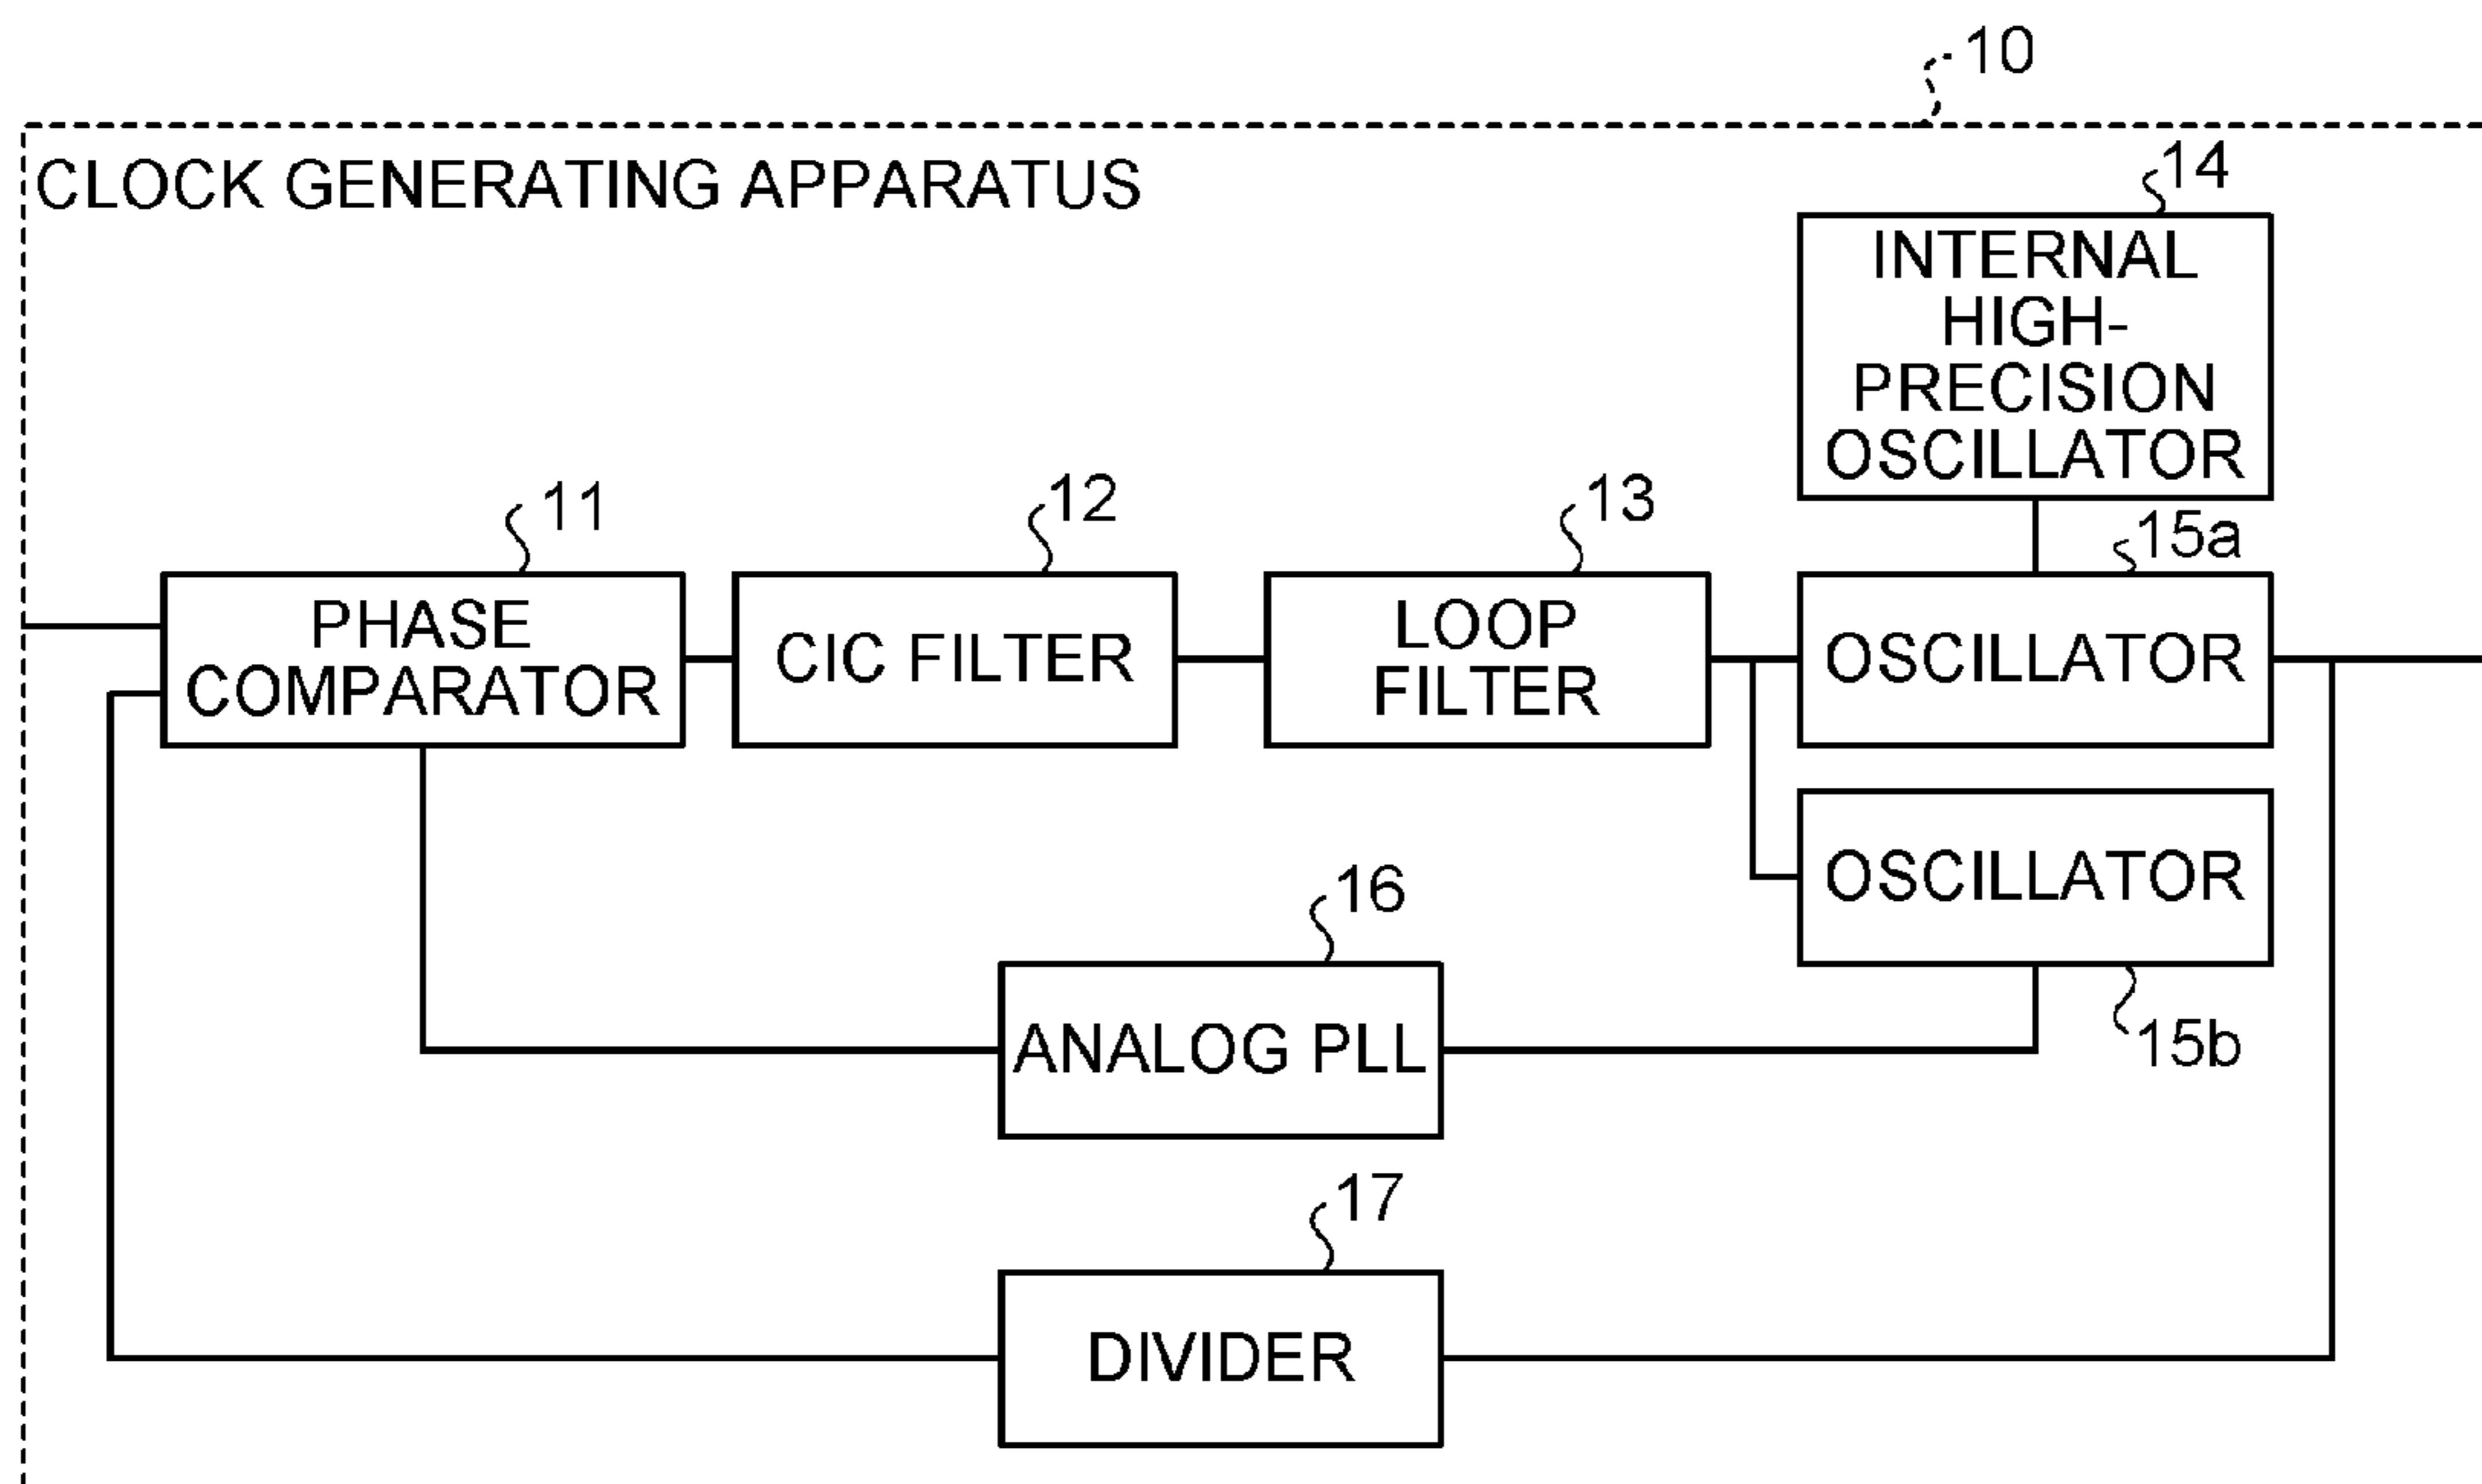 10
CLOCK GENERATING APPARATUS
14
INTERNAL
HIGH-
PRECISION
OSCILLATOR
11
12
13
15a
PHASE
COMPARATOR
CIC FILTER
LOOP
FILTER
OSCILLATOR
OSCILLATOR
16
15b
ANALOG PLL
17
DIVIDER